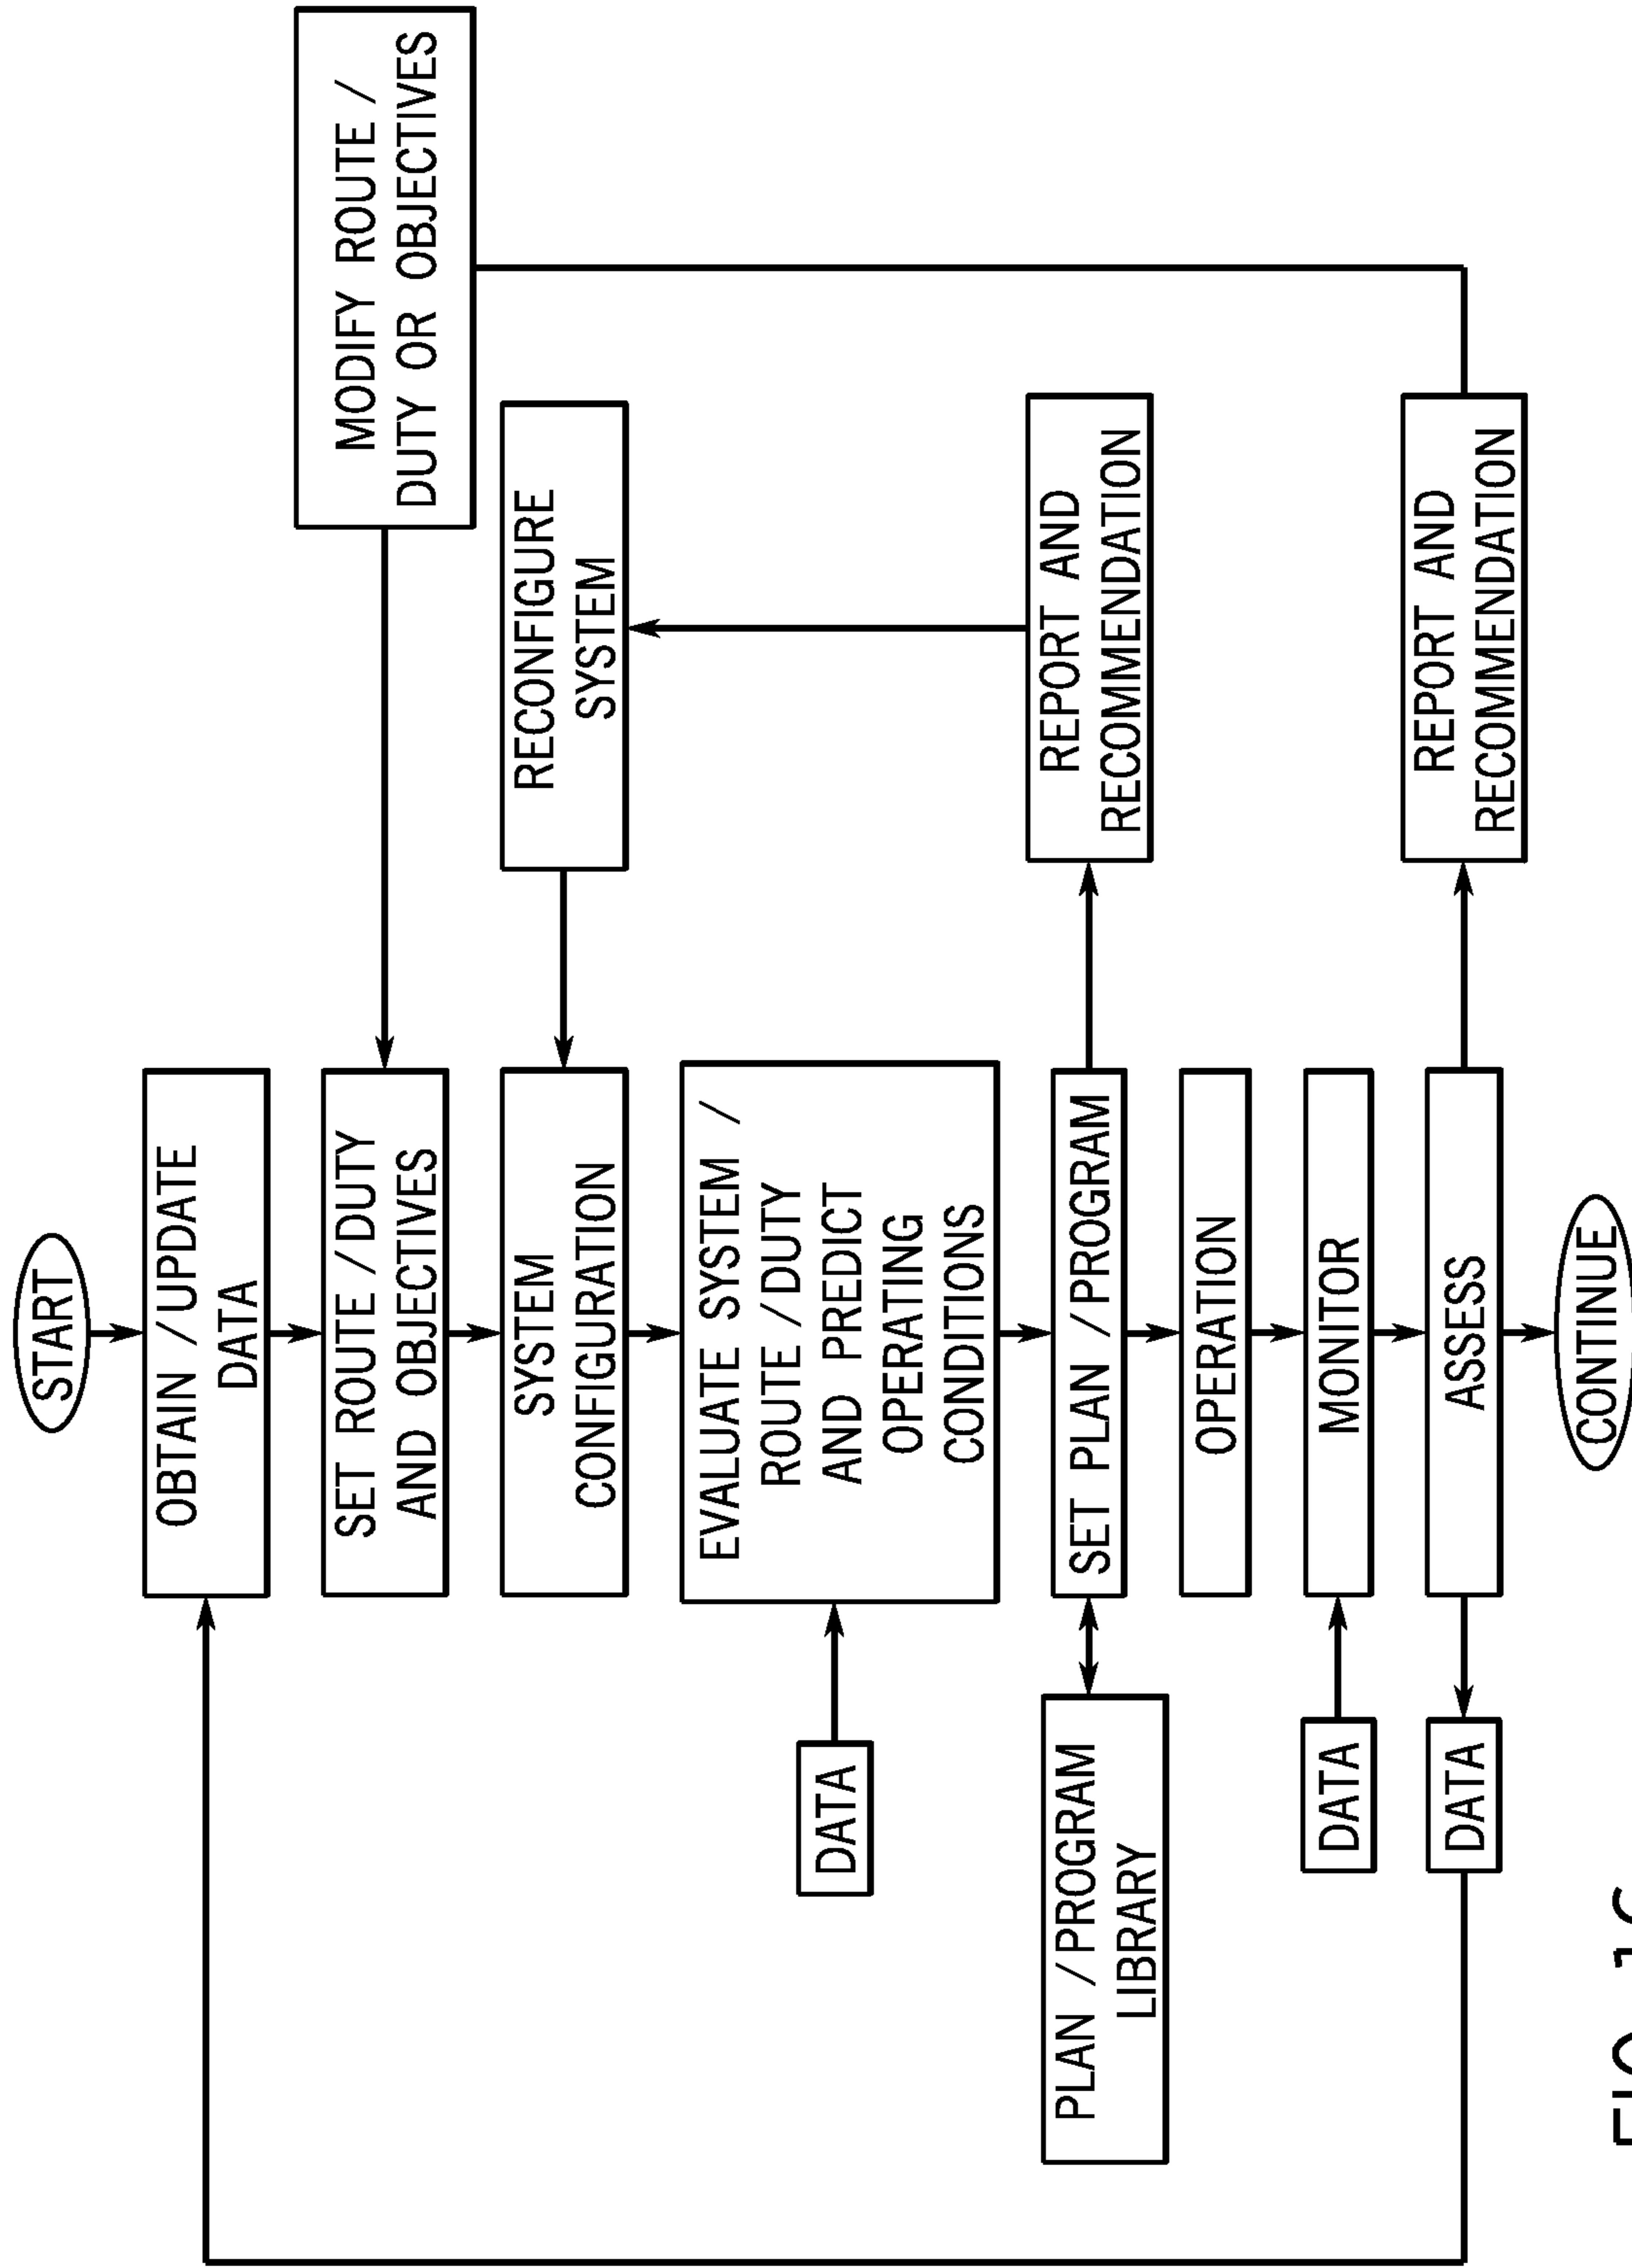 START
OBTAIN / UPDATE
DATA
SET ROUTE / DUTY
AND OBJECTIVES
MODIFY ROUTE /
DUTY OR OBJECTIVES
SYSTEM
CONFIGURATION
RECONFIGURE
SYSTEM
EVALUATE SYSTEM /
ROUTE / DUTY
AND PREDICT
OPERATING
CONDITIONS
DATA
PLAN / PROGRAM
LIBRARY
SET PLAN / PROGRAM
REPORT AND
RECOMMENDATION
OPERATION
DATA
MONITOR
DATA
ASSESS
REPORT AND
RECOMMENDATION
CONTINUE